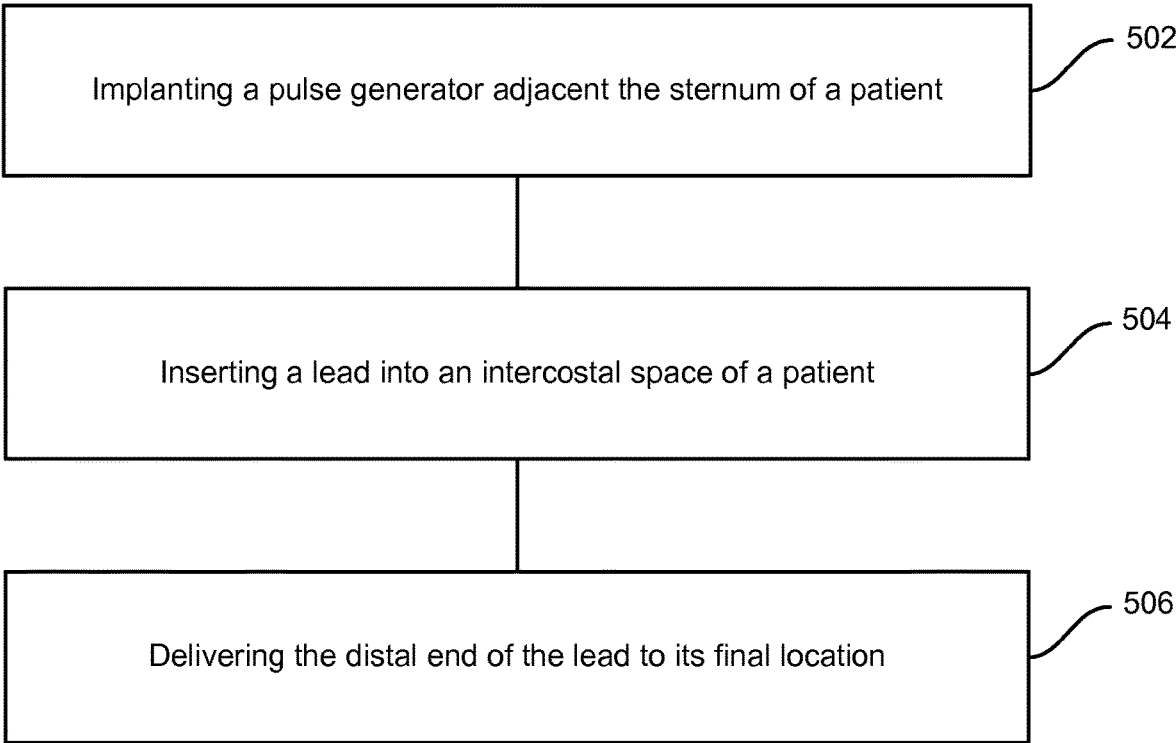 502
Implanting a pulse generator adjacent the sternum of a patient
504
Inserting a lead into an intercostal space of a patient
506
Delivering the distal end of the lead to its final location